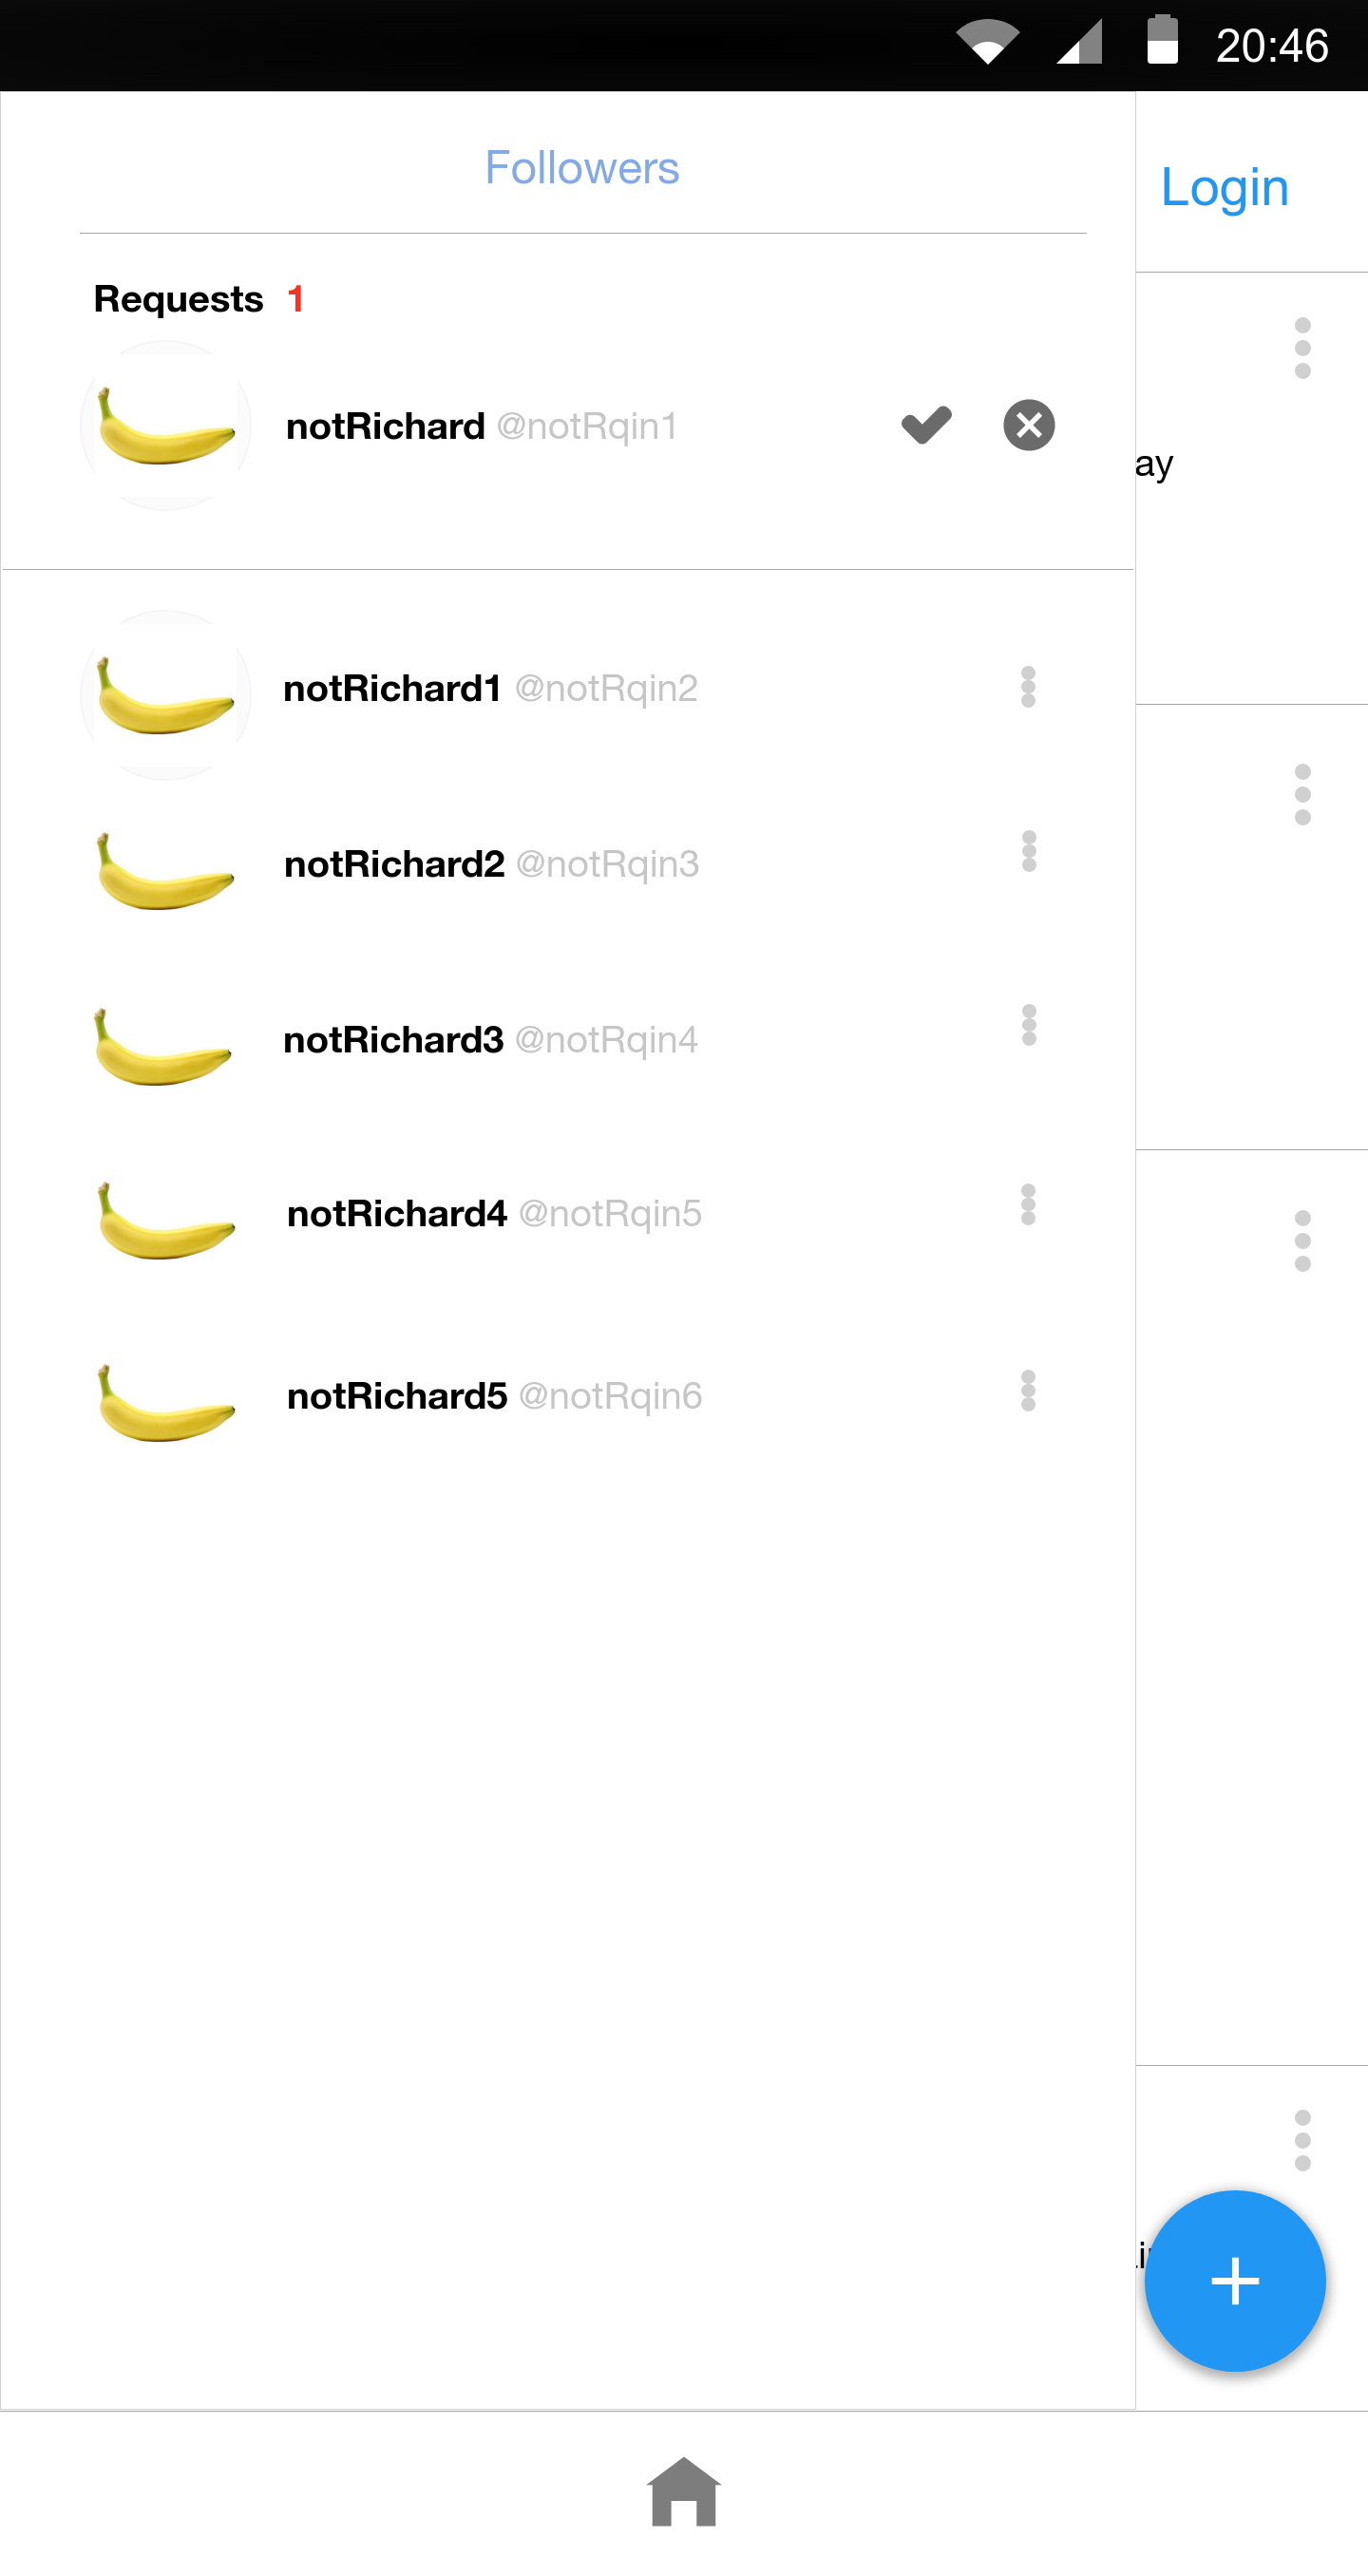 20:46
Followers
Login
Requests 1
notRichard @notRqin1
ay
notRichard1 @notRqin2
notRichard2 @notRqin3
notRichard3 @notRqin4
notRichard4 @notRqin5
notRichard5 @notRqin6
+